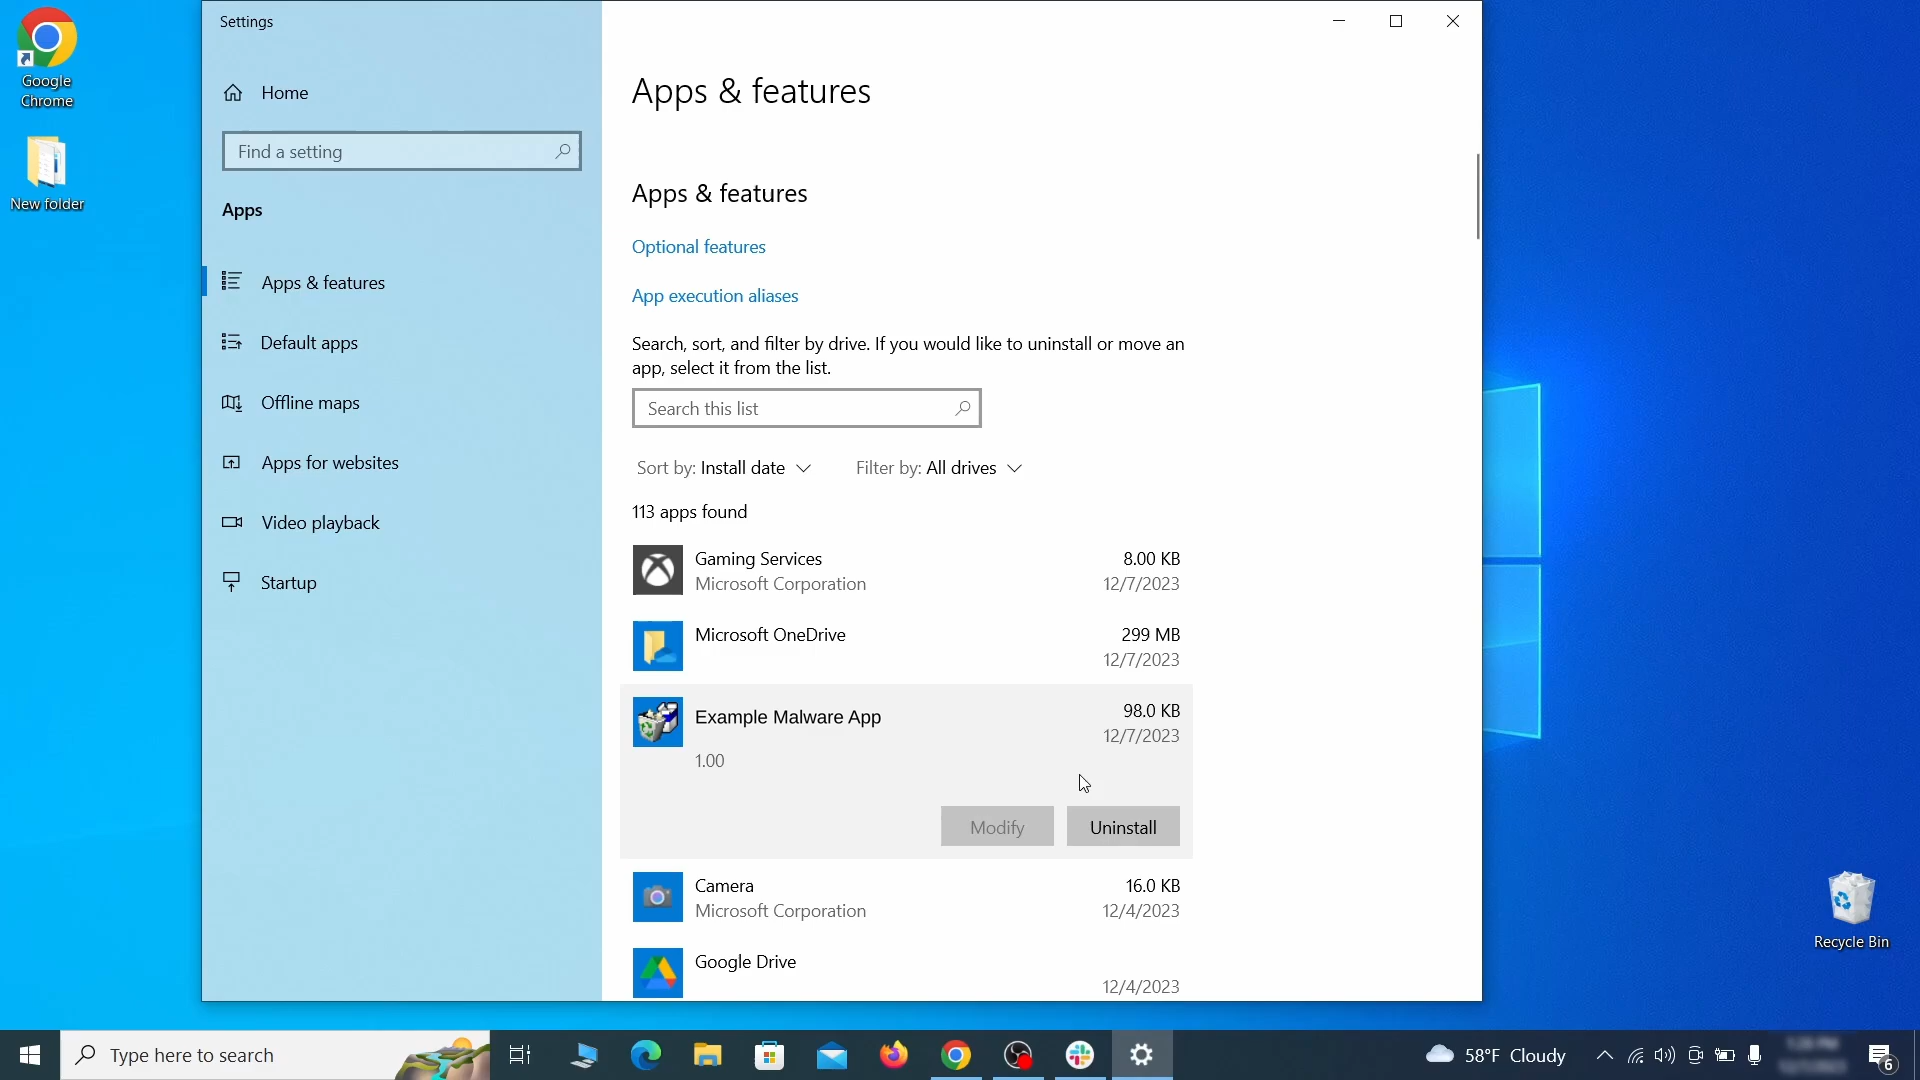 Settings
Google
Chrome
New folder
Home
Find a setting
Apps
Apps & features
Default apps
Offline maps
Apps for websites
Video playback
Startup
Apps & features
Apps & features
Optional features
App execution aliases
Search, sort, and filter by drive. If you would like to uninstall or move an
app, select it from the list.
Search this list
Sort by: Install date
Filter by: All drives
113 apps found
Gaming Services
8.00 KB
Microsoft Corporation
12/7/2023
Microsoft OneDrive
299 MB
12/7/2023
Example Malware App
98.0 KB
12/7/2023
1.00
Modify
Uninstall
Camera
16.0 KB
Microsoft Corporation
12/4/2023
Google Drive
12/4/2023
Recycle Bin
Type here to search
58°F Cloudy
6